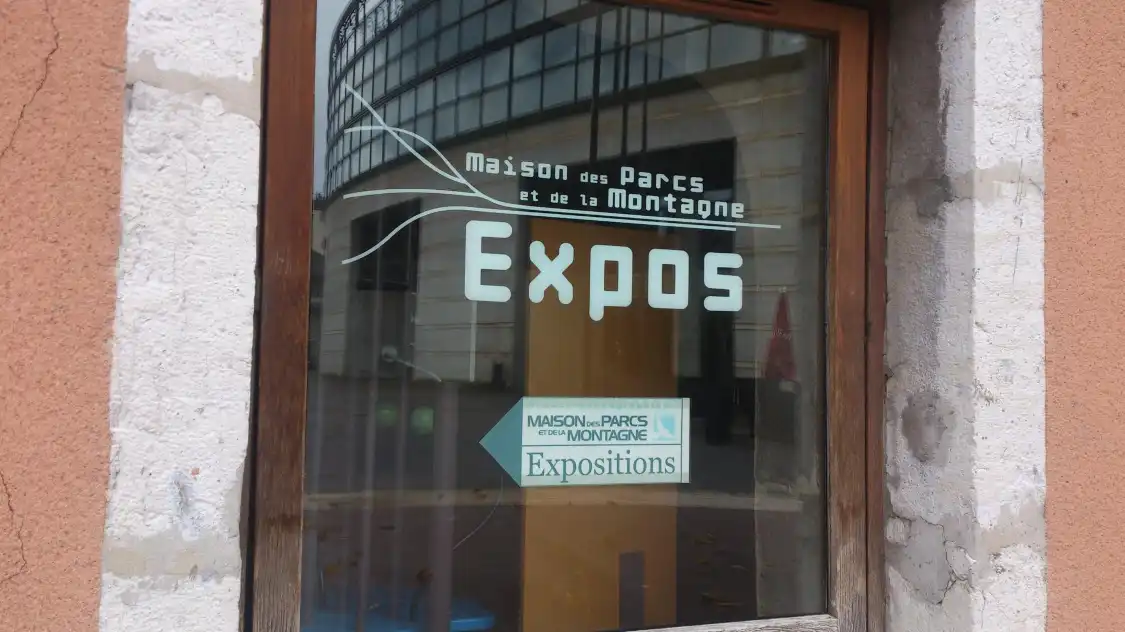 Maison des Parcs
et de la Montagne
Expos
MAISON DES PARCS
ET DE LA MONTAGNE
Expositions